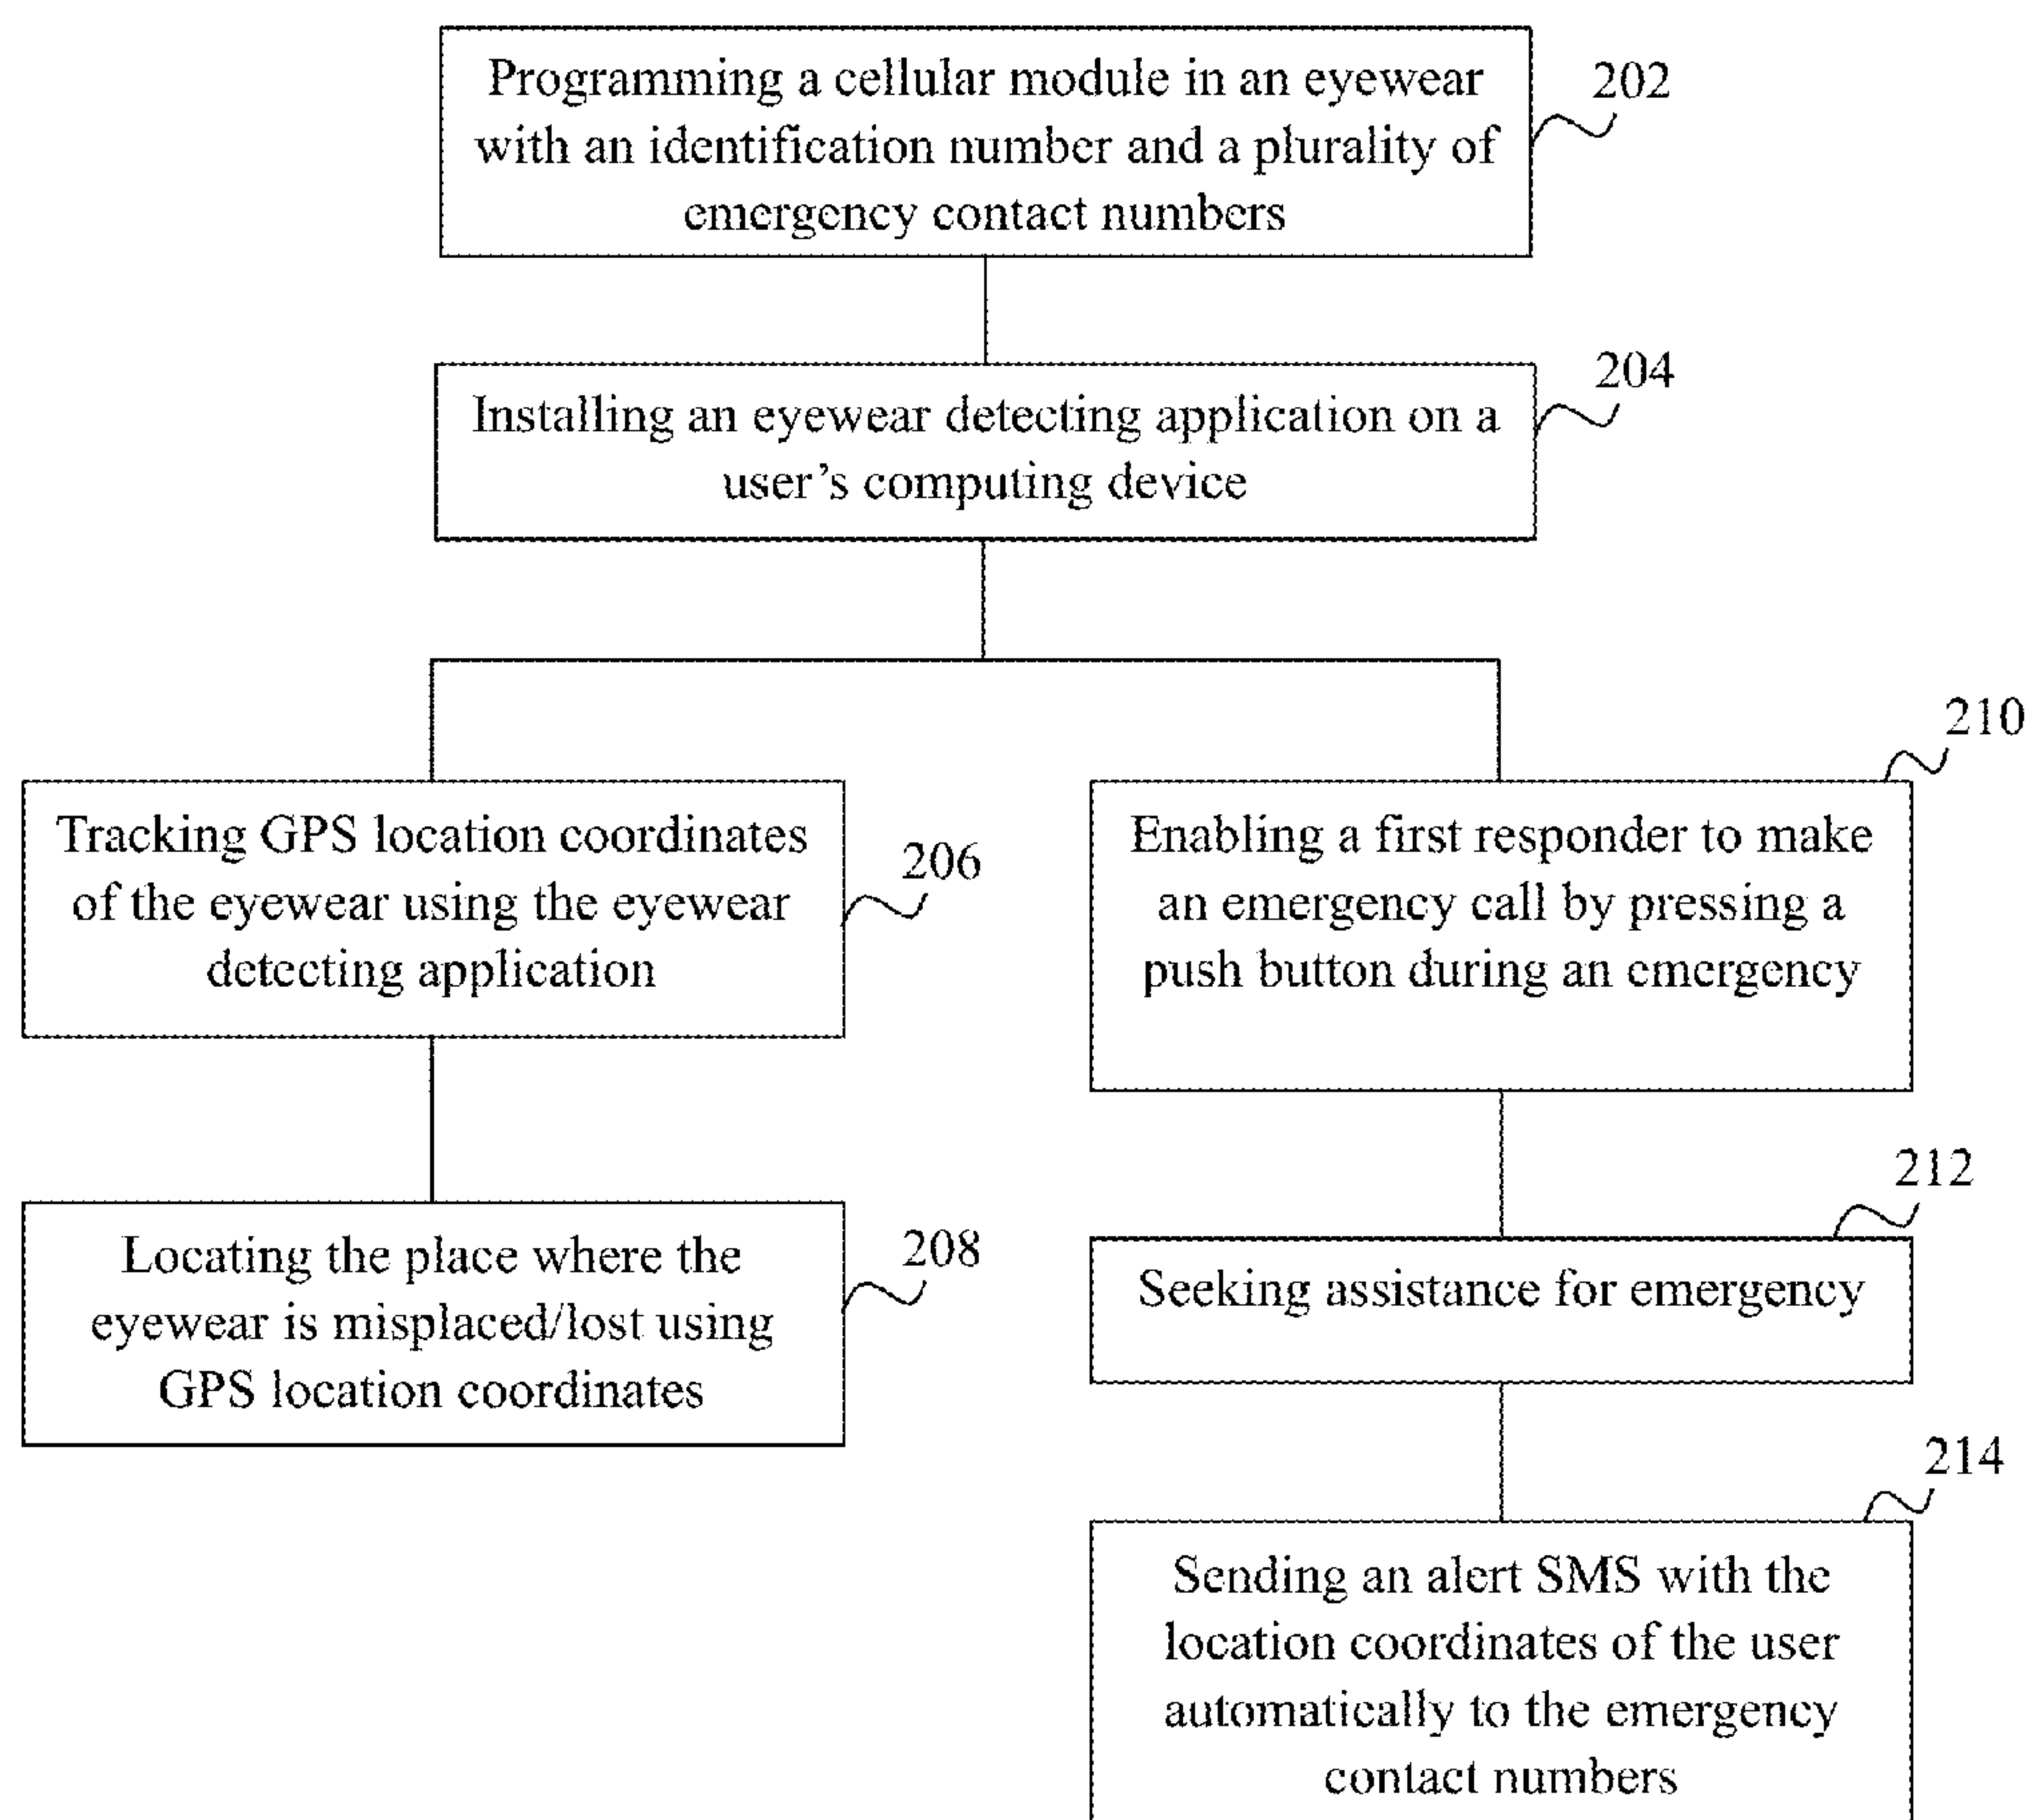 Programming a cellular module in an eyewear
with an identification number and a plurality of
emergency contact numbers
202
Installing an eyewear detecting application on a
user’s computing device
204
Tracking GPS location coordinates
of the eyewear using the eyewear
detecting application
206
Locating the place where the
eyewear is misplaced/lost using
GPS location coordinates
208
210
Enabling a first responder to make
an emergency call by pressing a
push button during an emergency
212
Seeking assistance for emergency
214
Sending an alert SMS with the
location coordinates of the user
automatically to the emergency
contact numbers